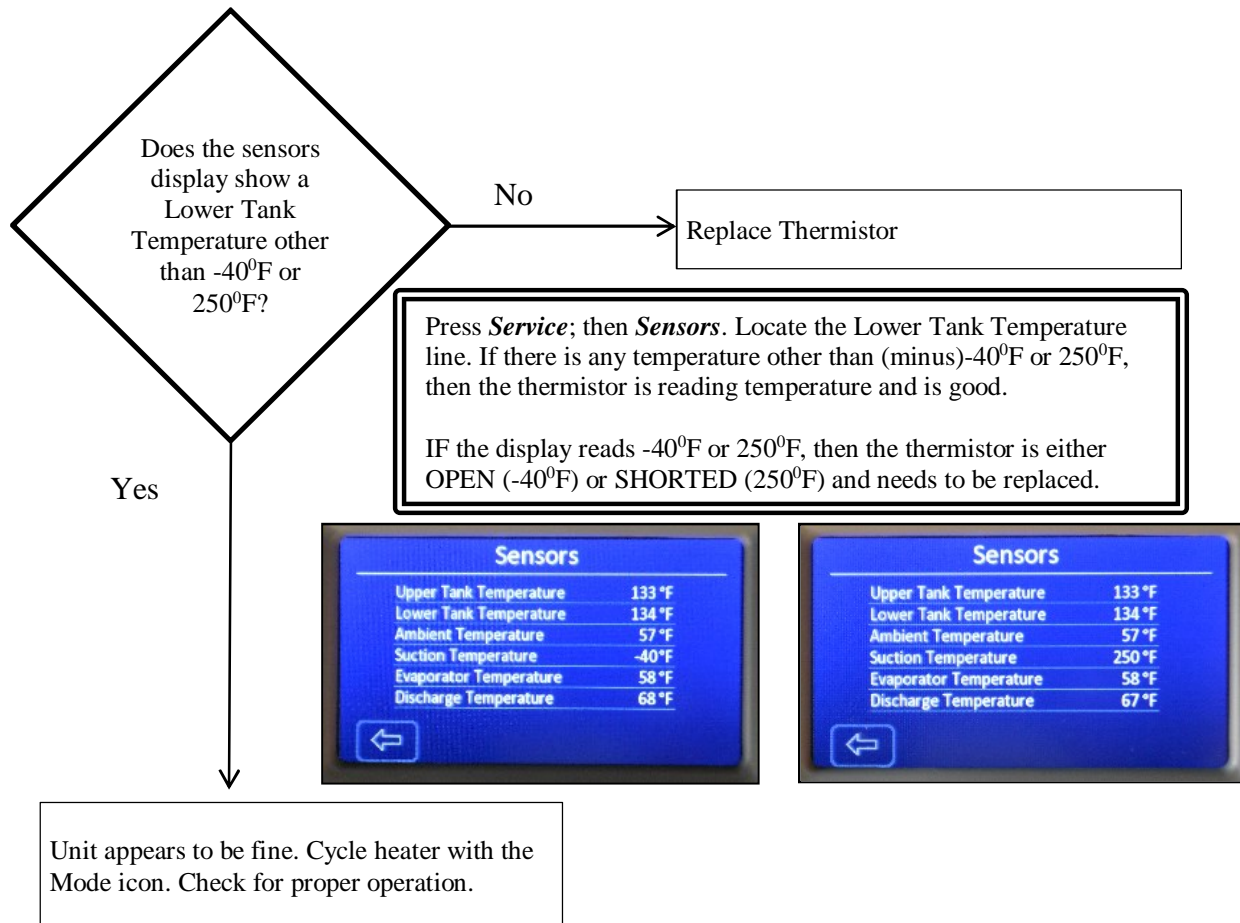 Does the sensors
display show a
Lower Tank
Temperature other
than -40⁰F or
250⁰F?
No
Replace Thermistor
Press Service; then Sensors. Locate the Lower Tank Temperature
line. If there is any temperature other than (minus)-40⁰F or 250⁰F,
then the thermistor is reading temperature and is good.
IF the display reads -40⁰F or 250⁰F, then the thermistor is either
OPEN (-40⁰F) or SHORTED (250⁰F) and needs to be replaced.
Yes
Sensors
Upper Tank Temperature 133 °F
Lower Tank Temperature 134 °F
Ambient Temperature 57 °F
Suction Temperature -40 °F
Evaporator Temperature 58 °F
Discharge Temperature 68 °F
Sensors
Upper Tank Temperature 133 °F
Lower Tank Temperature 134 °F
Ambient Temperature 57 °F
Suction Temperature 250 °F
Evaporator Temperature 58 °F
Discharge Temperature 67 °F
Unit appears to be fine. Cycle heater with the
Mode icon. Check for proper operation.